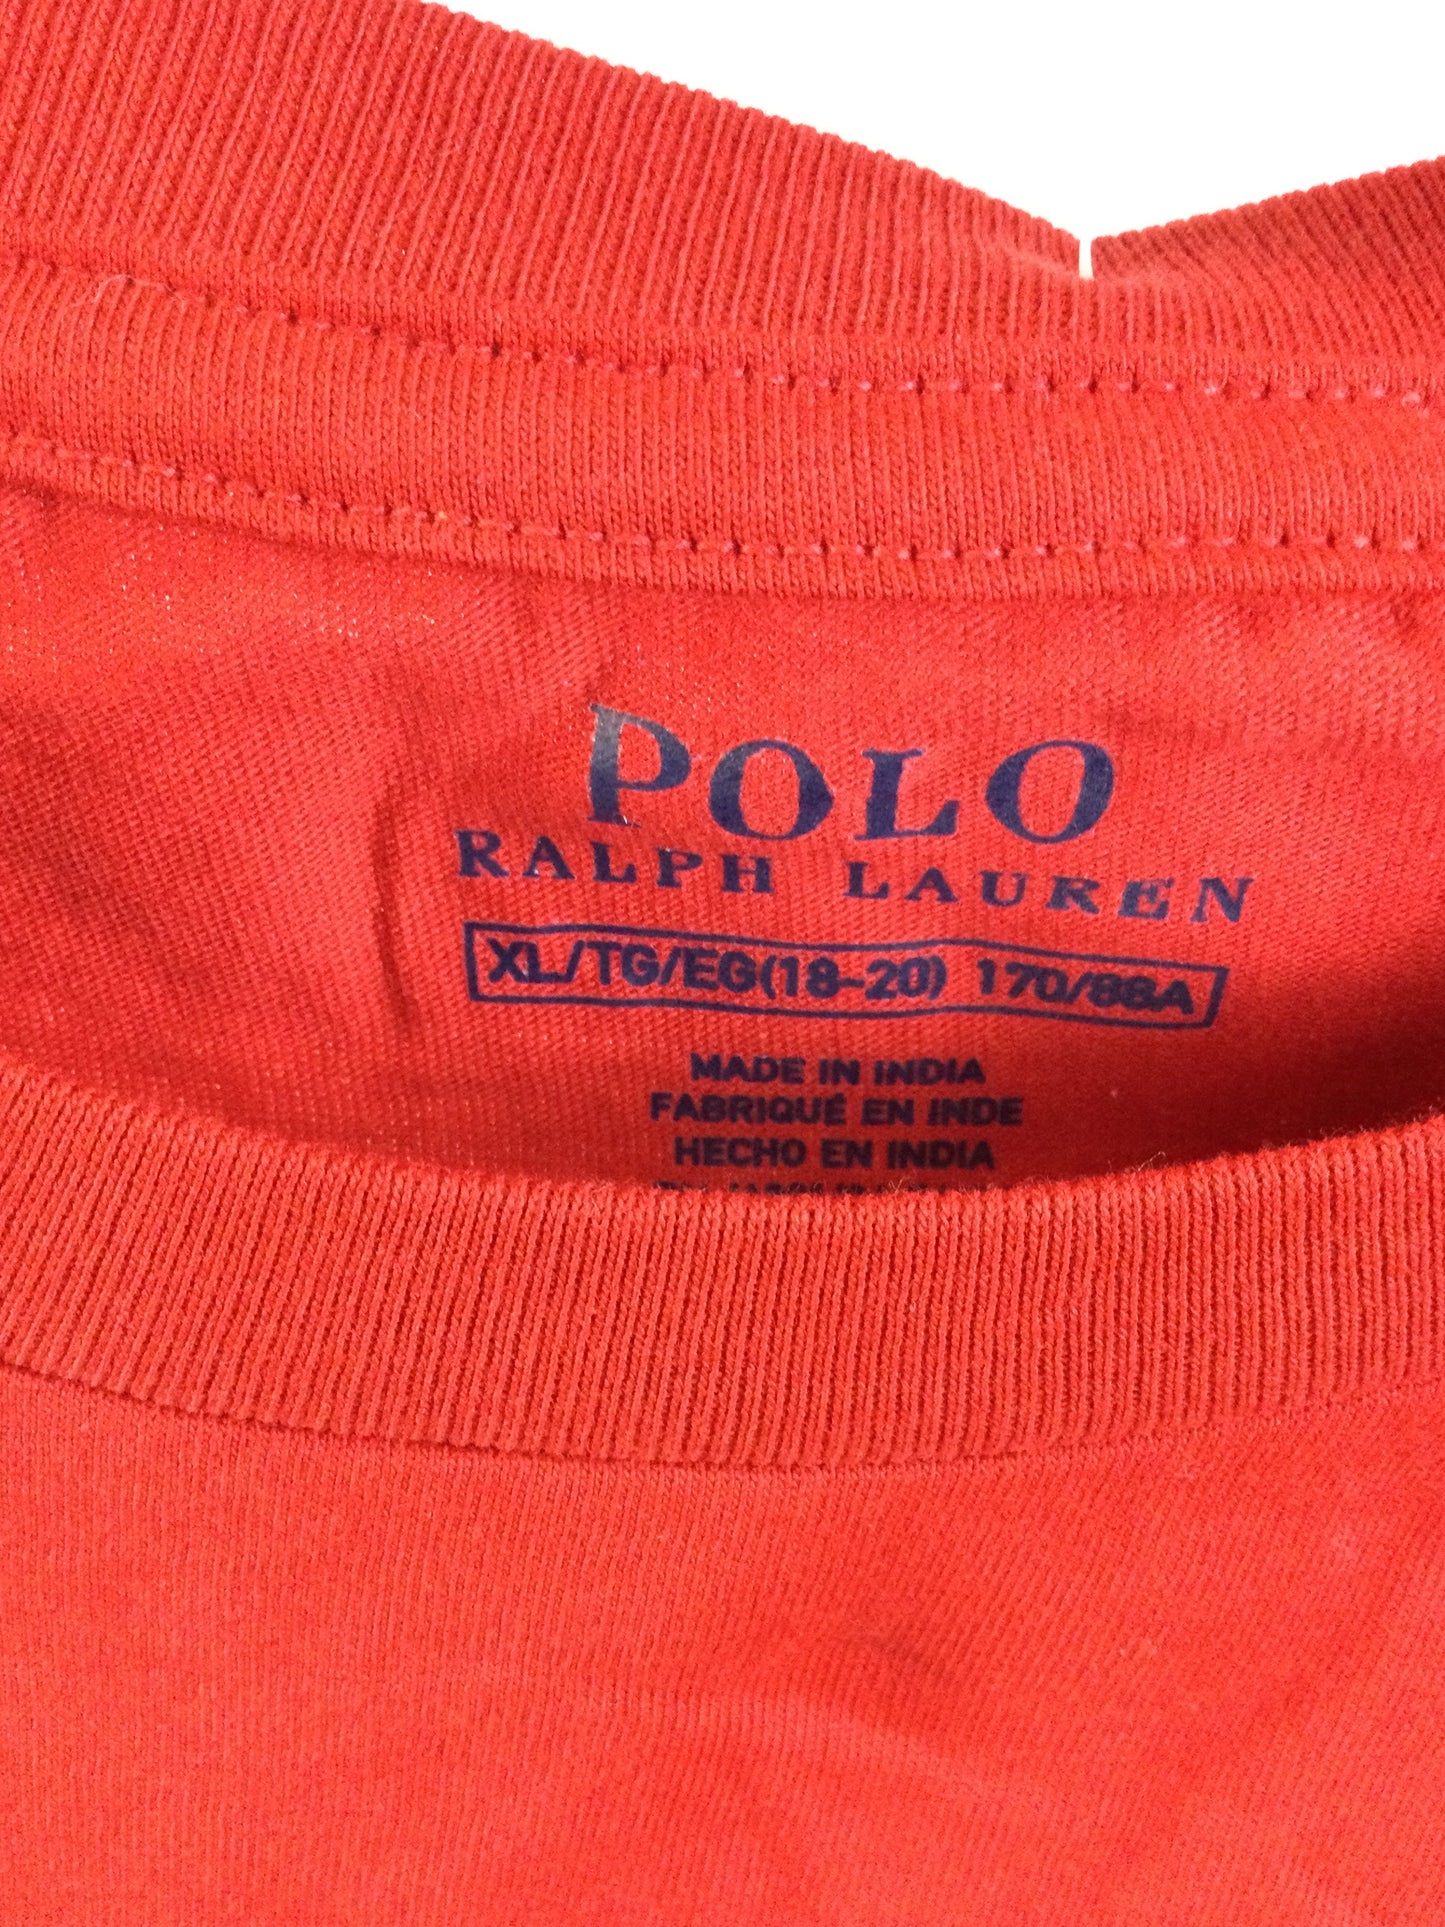 POLO
RALPH LAUREN
XL/TG/EG(18-20) 170/88A
MADE IN INDIA
FABRIQUÉ EN INDE
HECHO EN INDIA